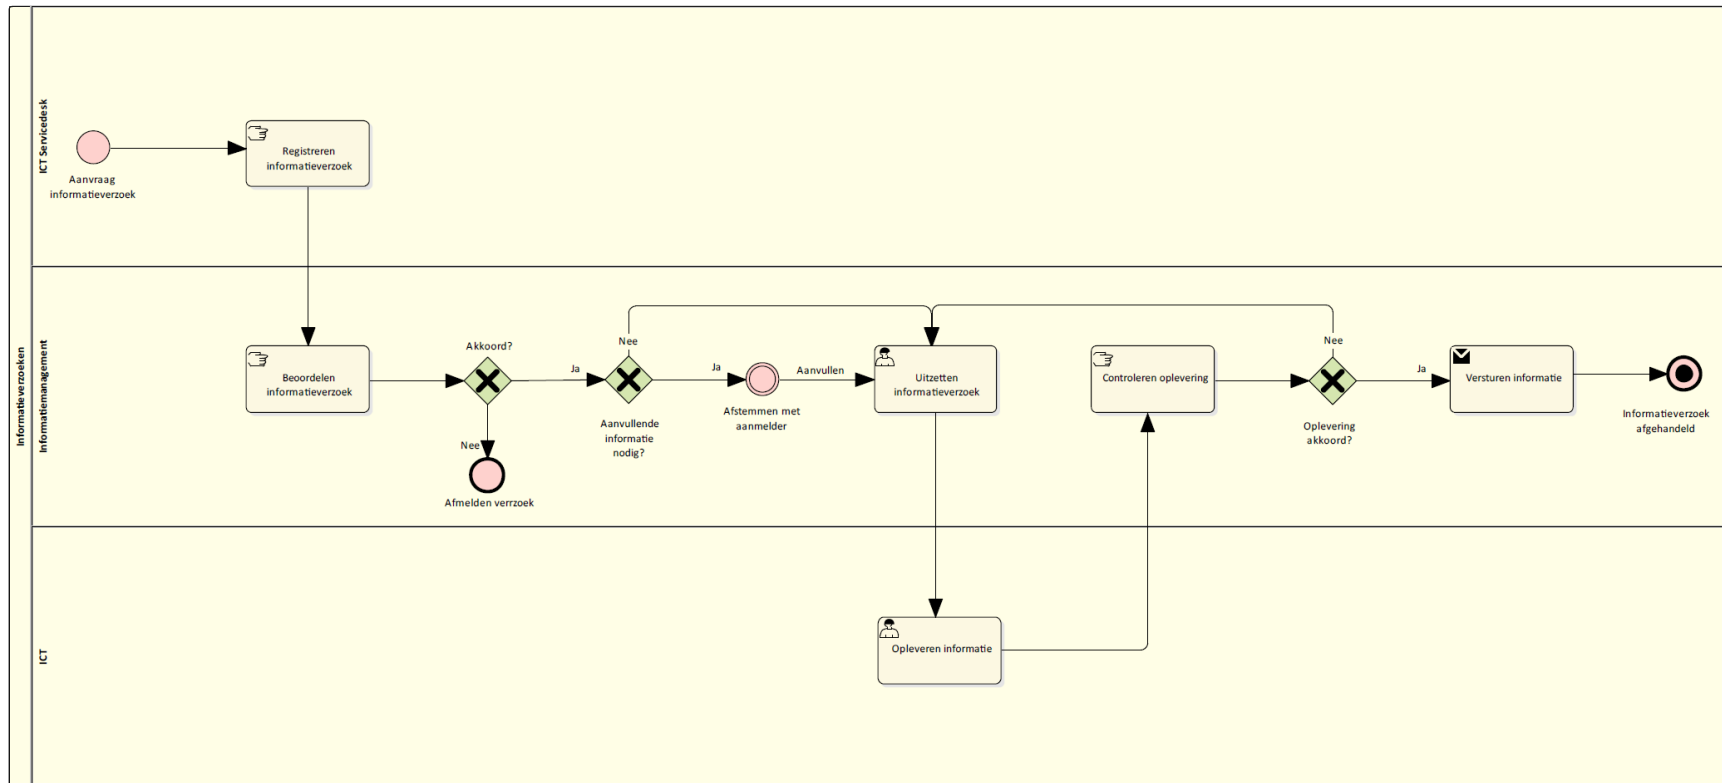 Informatieverzoeken
ICT Servicedesk
Aanvraag
informatieverzoek
Registreren
informatieverzoek
Informatiemanagement
Beoordelen
informatieverzoek
Akkoord?
Ja
Nee
Afmelden verrzoek
Nee
Aanvullende
informatie
nodig?
Ja
Afstemmen met
aanmelder
Aanvullen
Uitzetten
informatieverzoek
Controleren oplevering
Nee
Oplevering
akkoord?
Ja
Versturen informatie
Informatieverzoek
afgehandeld
ICT
Opleveren informatie